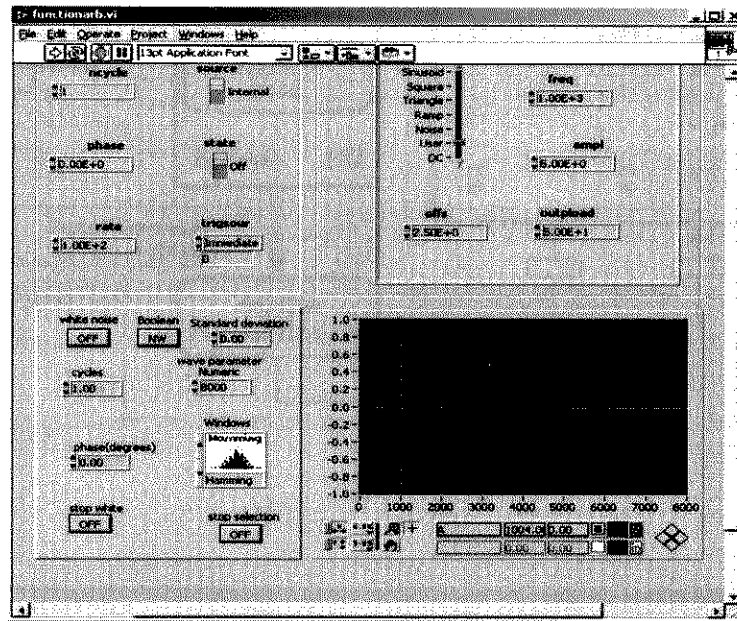 functionarb.vi
File Edit Operate Project Windows Help
13pt Application Font
ncycle
1
source
Internal
phase
0.00E+0
state
Off
rate
1.00E+2
trigsour
Immediate
0
Sinusoid
Square
Triangle
Ramp
Noise
User
DC
freq
1.00E+3
ampl
5.00E+0
offs
2.50E+0
outpload
5.00E+1
white noise
OFF
Boolean
NW
Standard deviation
0.00
cycles
1.00
wave parameter
Numeric
8000
phase(degrees)
0.00
Windows
Hamming
Hamming
stop white
OFF
stop selection
OFF
1.0
0.8
0.6
0.4
0.2
0.0
-0.2
-0.4
-0.6
-0.8
-1.0
0 1000 2000 3000 4000 5000 6000 7000 8000
0.00
0.00 0.00